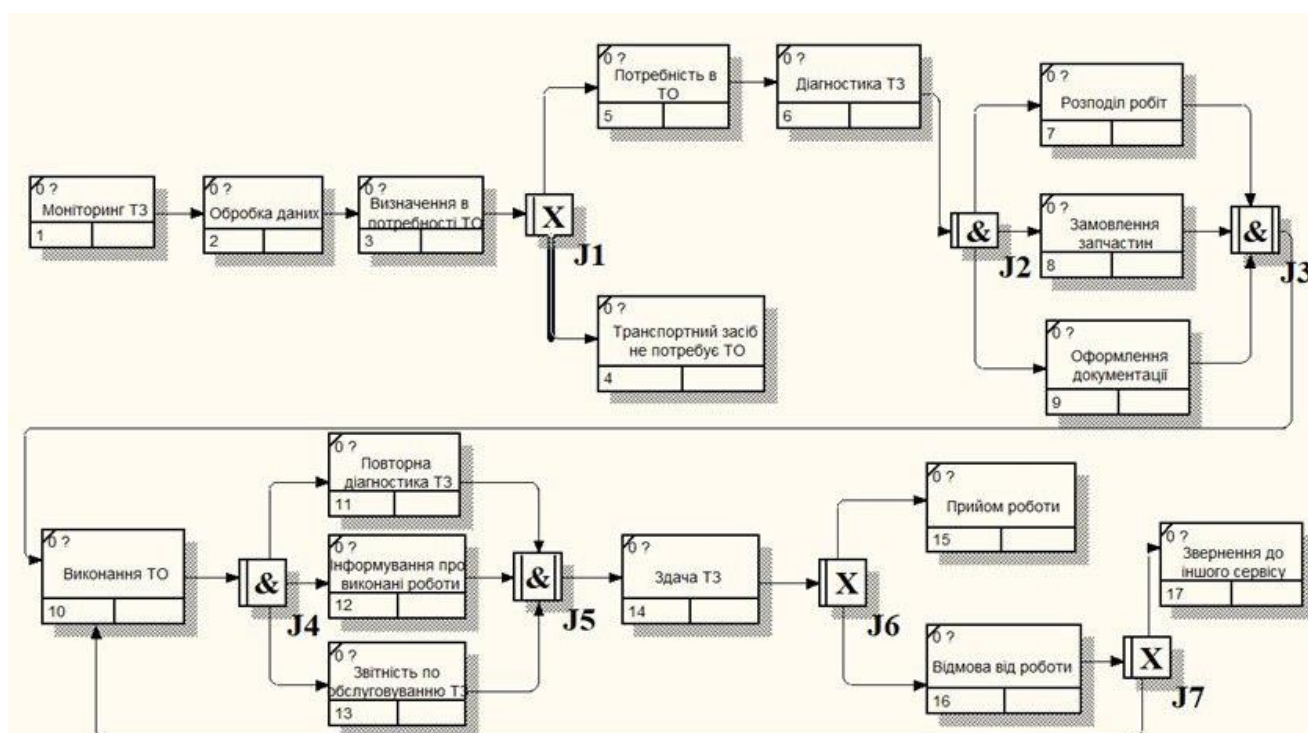 0 ?
Моніторинг ТЗ
1
0 ?
Обробка даних
2
0 ?
Визначення в
потребності ТО
3
X
J1
0 ?
Транспортний засіб
не потребує ТО
4
0 ?
Потребність в
ТО
5
0 ?
Діагностика ТЗ
6
&
J2
0 ?
Розподіл робіт
7
0 ?
Замовлення
запчастин
8
0 ?
Оформлення
документації
9
&
J3
0 ?
Виконання ТО
10
&
J4
0 ?
Повторна
діагностика ТЗ
11
0 ?
Інформування про
виконані роботи
12
0 ?
Звітність по
обслуговуванню ТЗ
13
&
J5
0 ?
Здача ТЗ
14
X
J6
0 ?
Прийом роботи
15
0 ?
Відмова від роботи
16
X
J7
0 ?
Звернення до
іншого сервісу
17